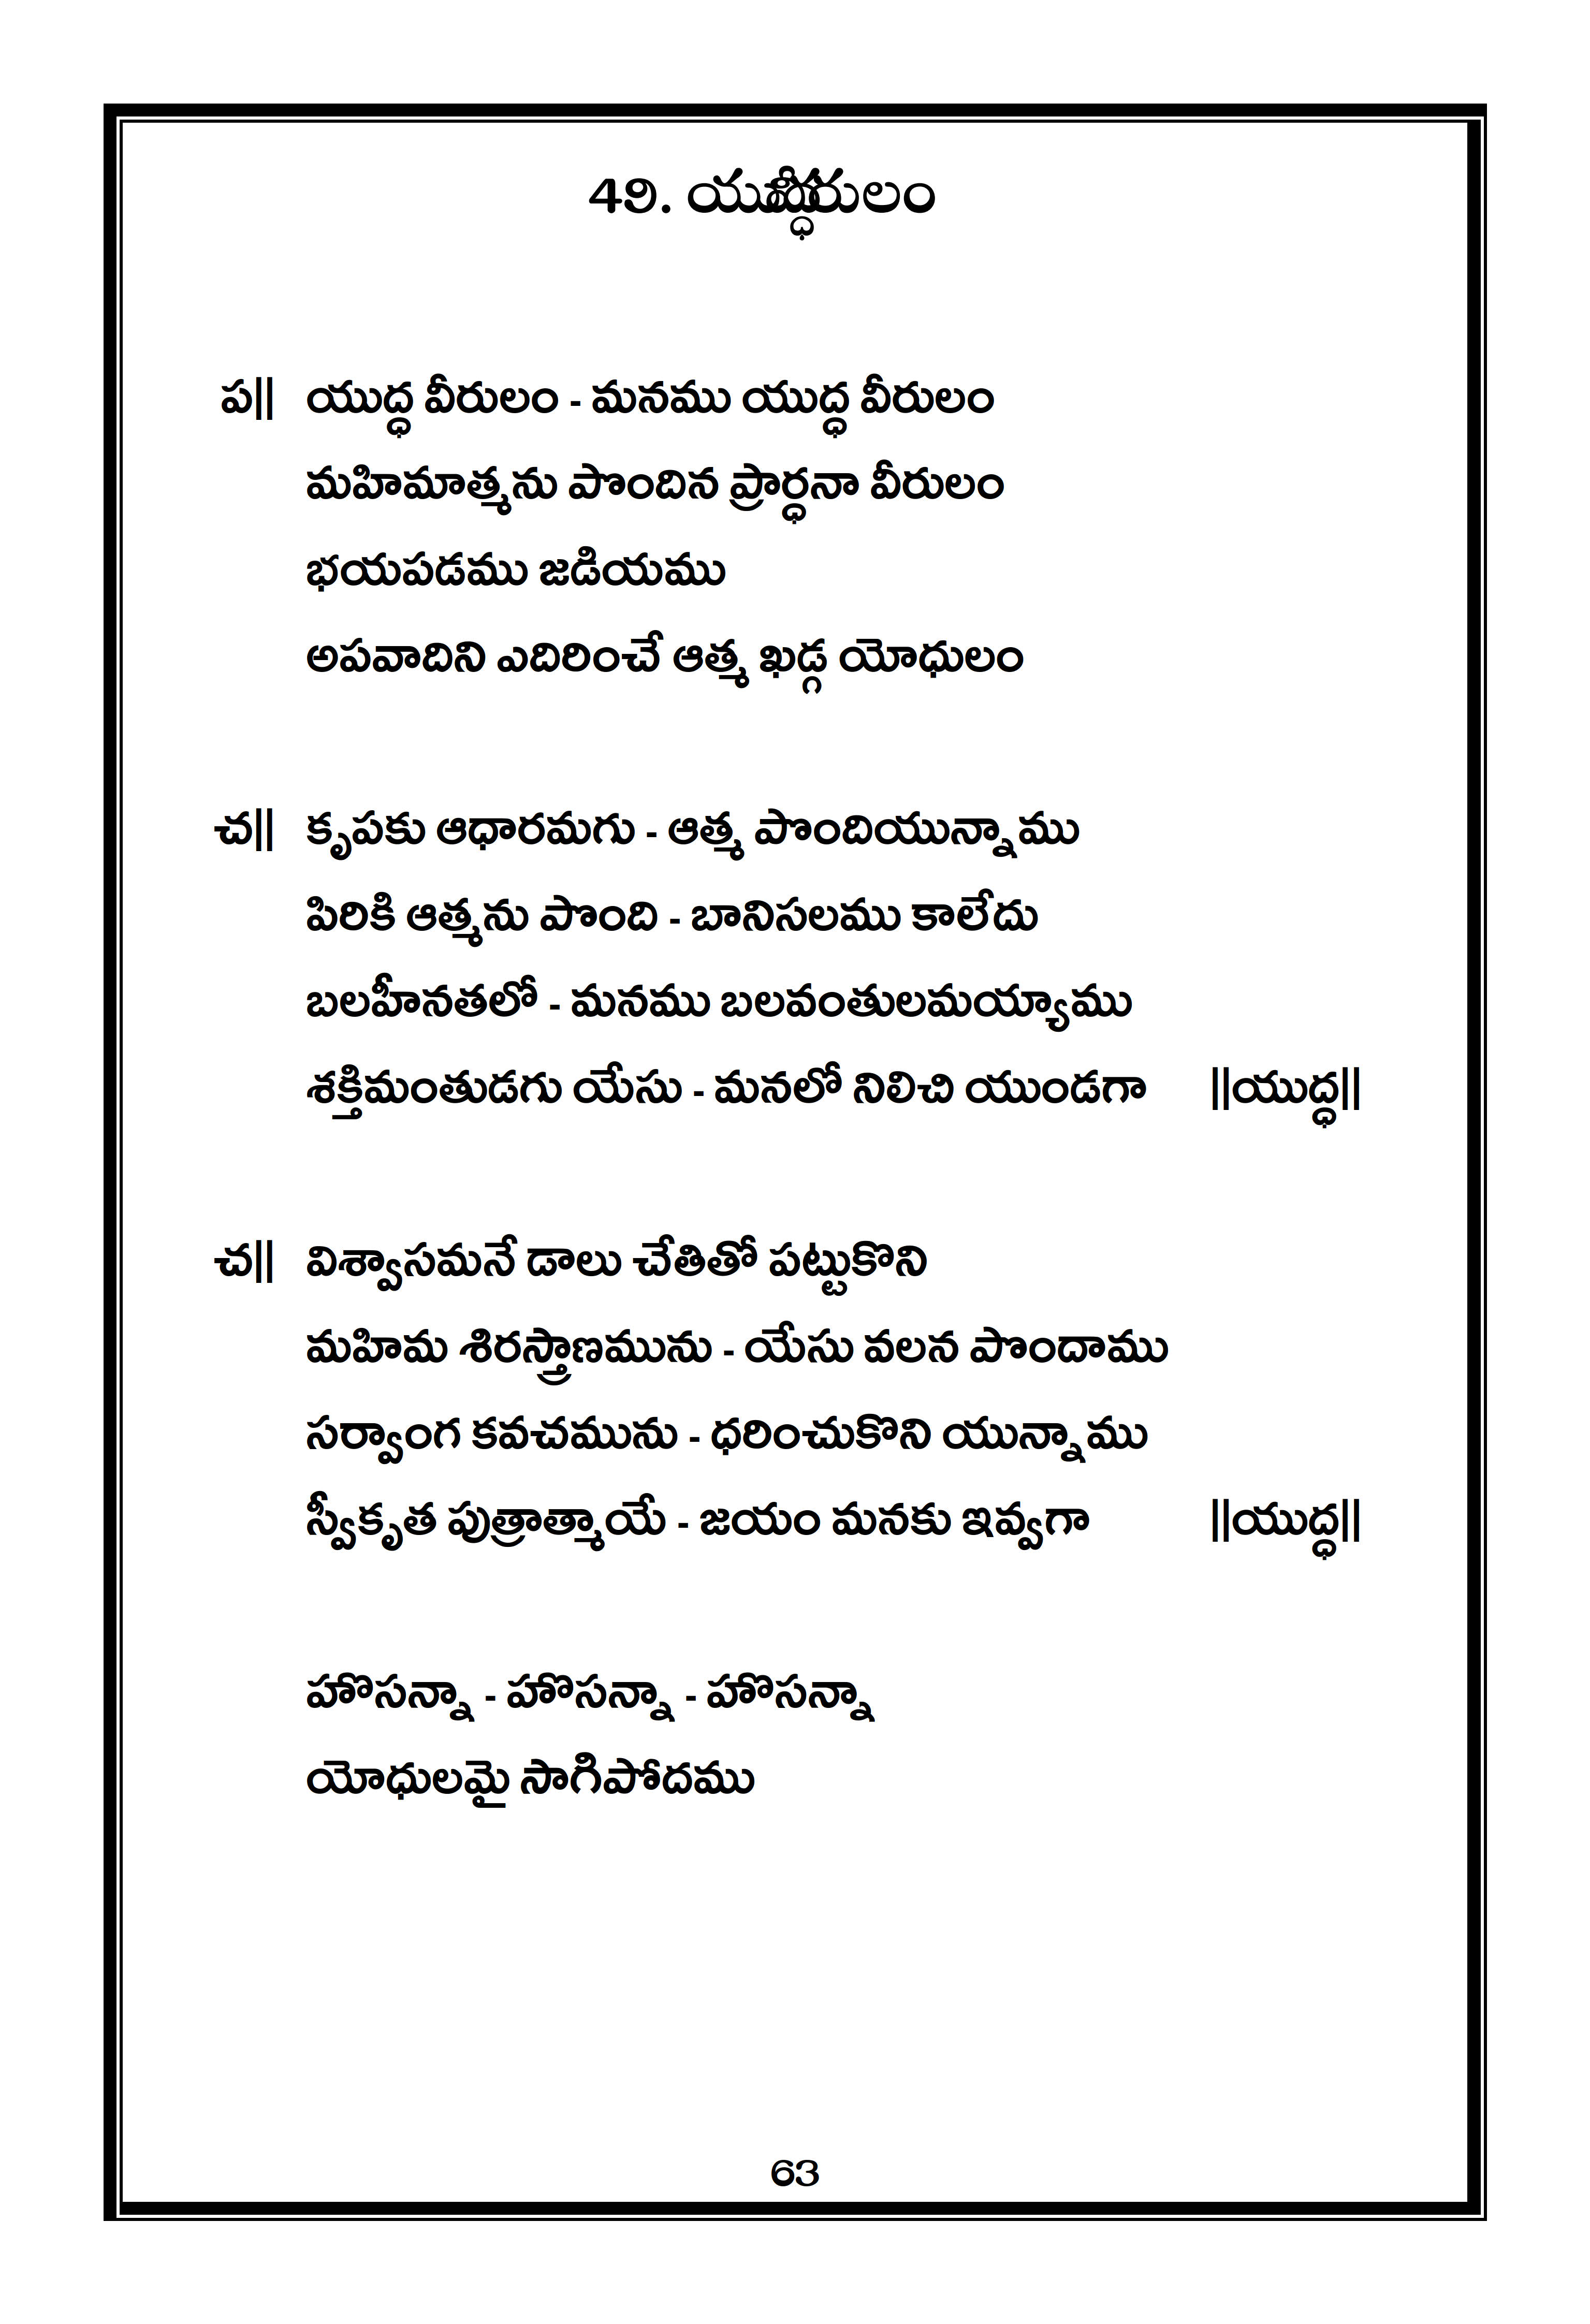 49. యుద్ధవీరులం
ప|| యుద్ధ వీరులం - మనము యుద్ధ వీరులం
మహిమాత్మను పొందిన ప్రార్ధనా వీరులం
భయపడము జడియము
అపవాదిని ఎదిరించే ఆత్మ ఖడ్గ యోధులం
చ|| కృపకు ఆధారమగు - ఆత్మ పొందియున్నాము
పిరికి ఆత్మను పొంది - బానిసలము కాలేదు
బలహీనతలో - మనము బలవంతులమయ్యాము
శక్తిమంతుడగు యేసు - మనలో నిలిచి యుండగా ||యుద్ధ||
చ|| విశ్వాసమనే డాలు చేతితో పట్టుకొని
మహిమ శిరస్త్రాణమును - యేసు వలన పొందాము
సర్వాంగ కవచమును - ధరించుకొని యున్నాము
స్వీకృత పుత్రాత్మాయే - జయం మనకు ఇవ్వగా ||యుద్ధ||
హొసన్నా - హొసన్నా - హొసన్నా
యోధులమై సాగిపోదము
63